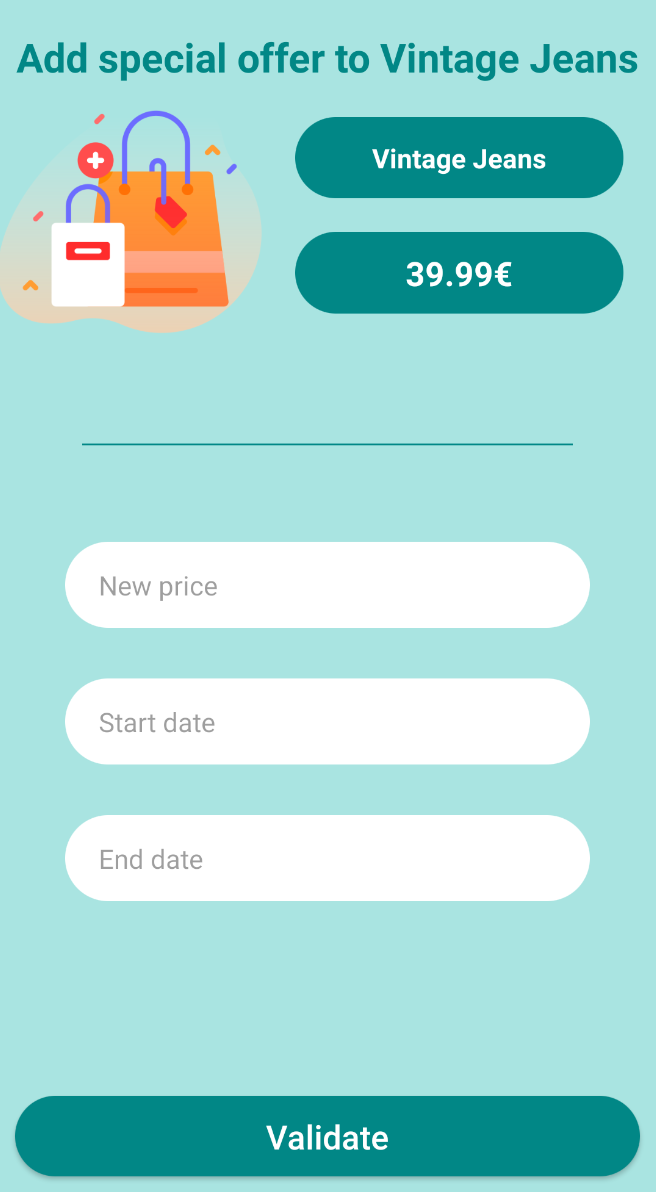 Add special offer to Vintage Jeans
Vintage Jeans
39.99€
New price
Start date
End date
Validate